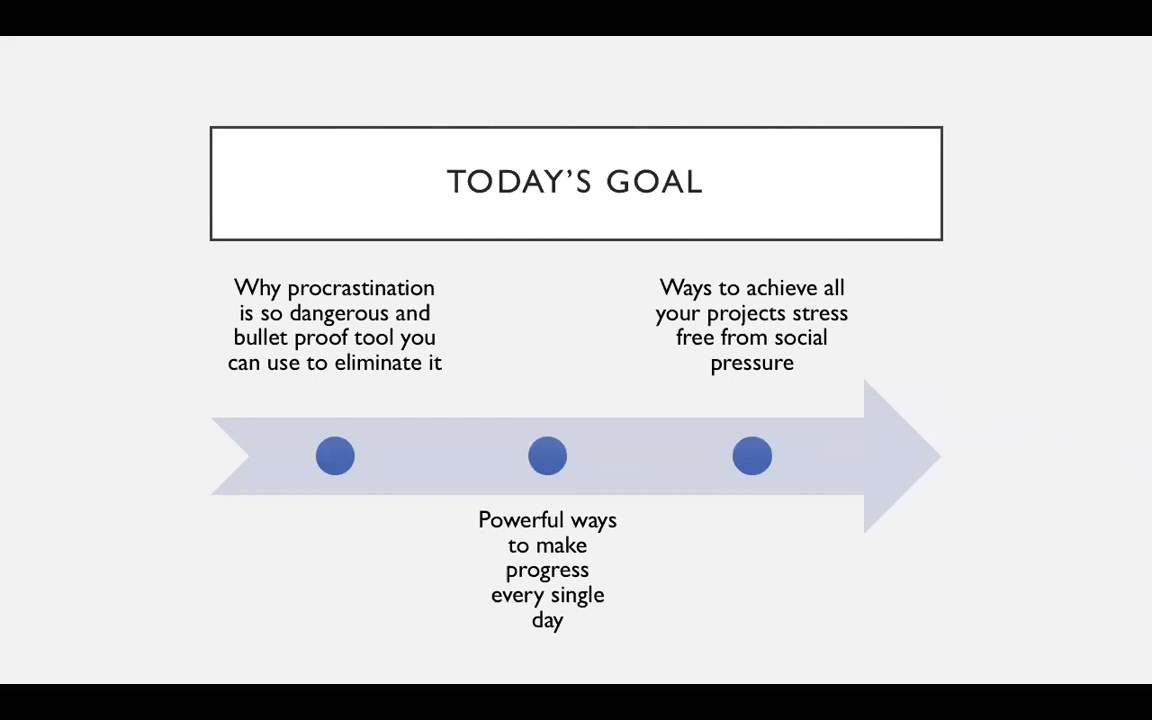 TODAY’S GOAL
Why procrastination
is so dangerous and
bullet proof tool you
can use to eliminate it
Powerful ways
to make
progress
every single
day
Ways to achieve all
your projects stress
free from social
pressure